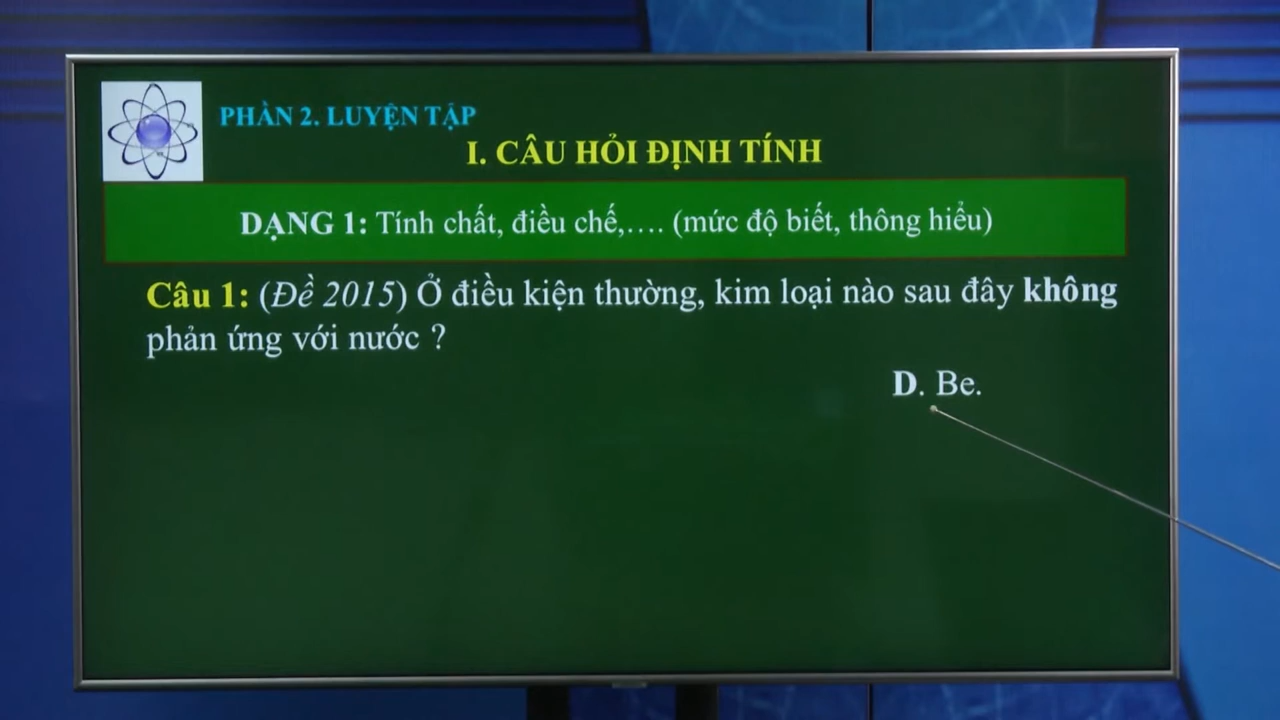 PHẦN 2. LUYỆN TẬP
I. CÂU HỎI ĐỊNH TÍNH
DẠNG 1: Tính chất, điều chế,…. (mức độ biết, thông hiểu)
Câu 1: (Đề 2015) Ở điều kiện thường, kim loại nào sau đây không
phản ứng với nước ?
D. Be.